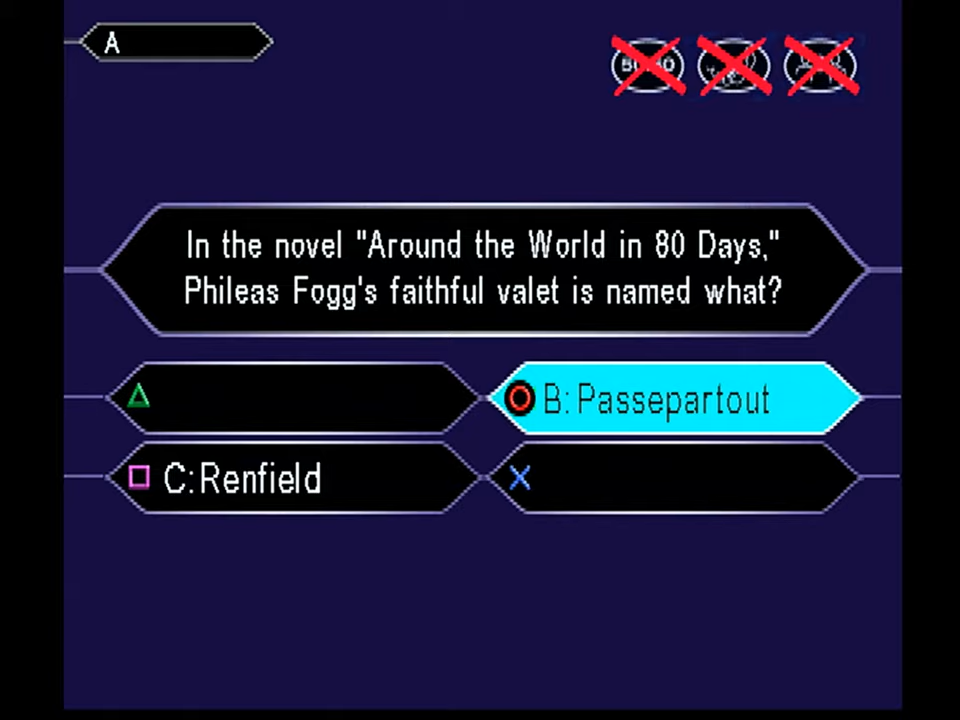 A
In the novel "Around the World in 80 Days,"
Phileas Fogg's faithful valet is named what?
B: Passepartout
C: Renfield